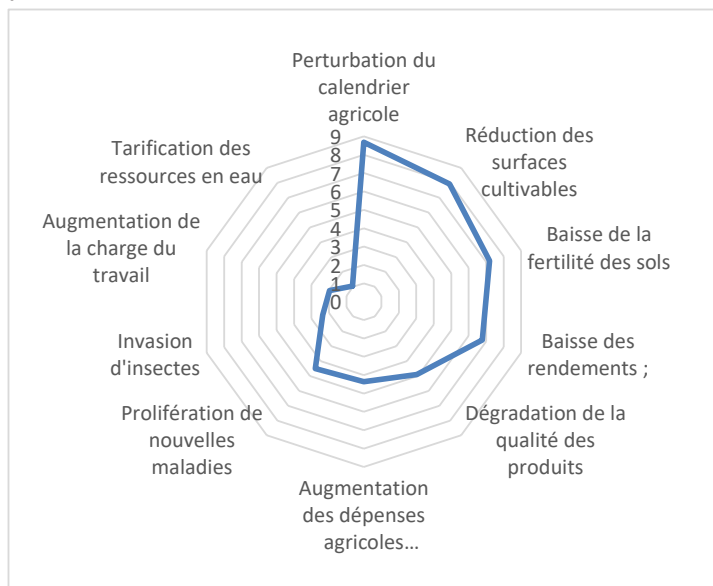 Perturbation du
calendrier
agricole
Réduction des
surfaces
cultivables
Baisse de la
fertilité des sols
Baisse des
rendements ;
Dégradation de la
qualité des
produits
Augmentation
des dépenses
agricoles...
Prolifération de
nouvelles
maladies
Invasion
d'insectes
Augmentation de
la charge du
travail
Tarification des
ressources en eau
9
8
7
6
5
4
3
2
1
0